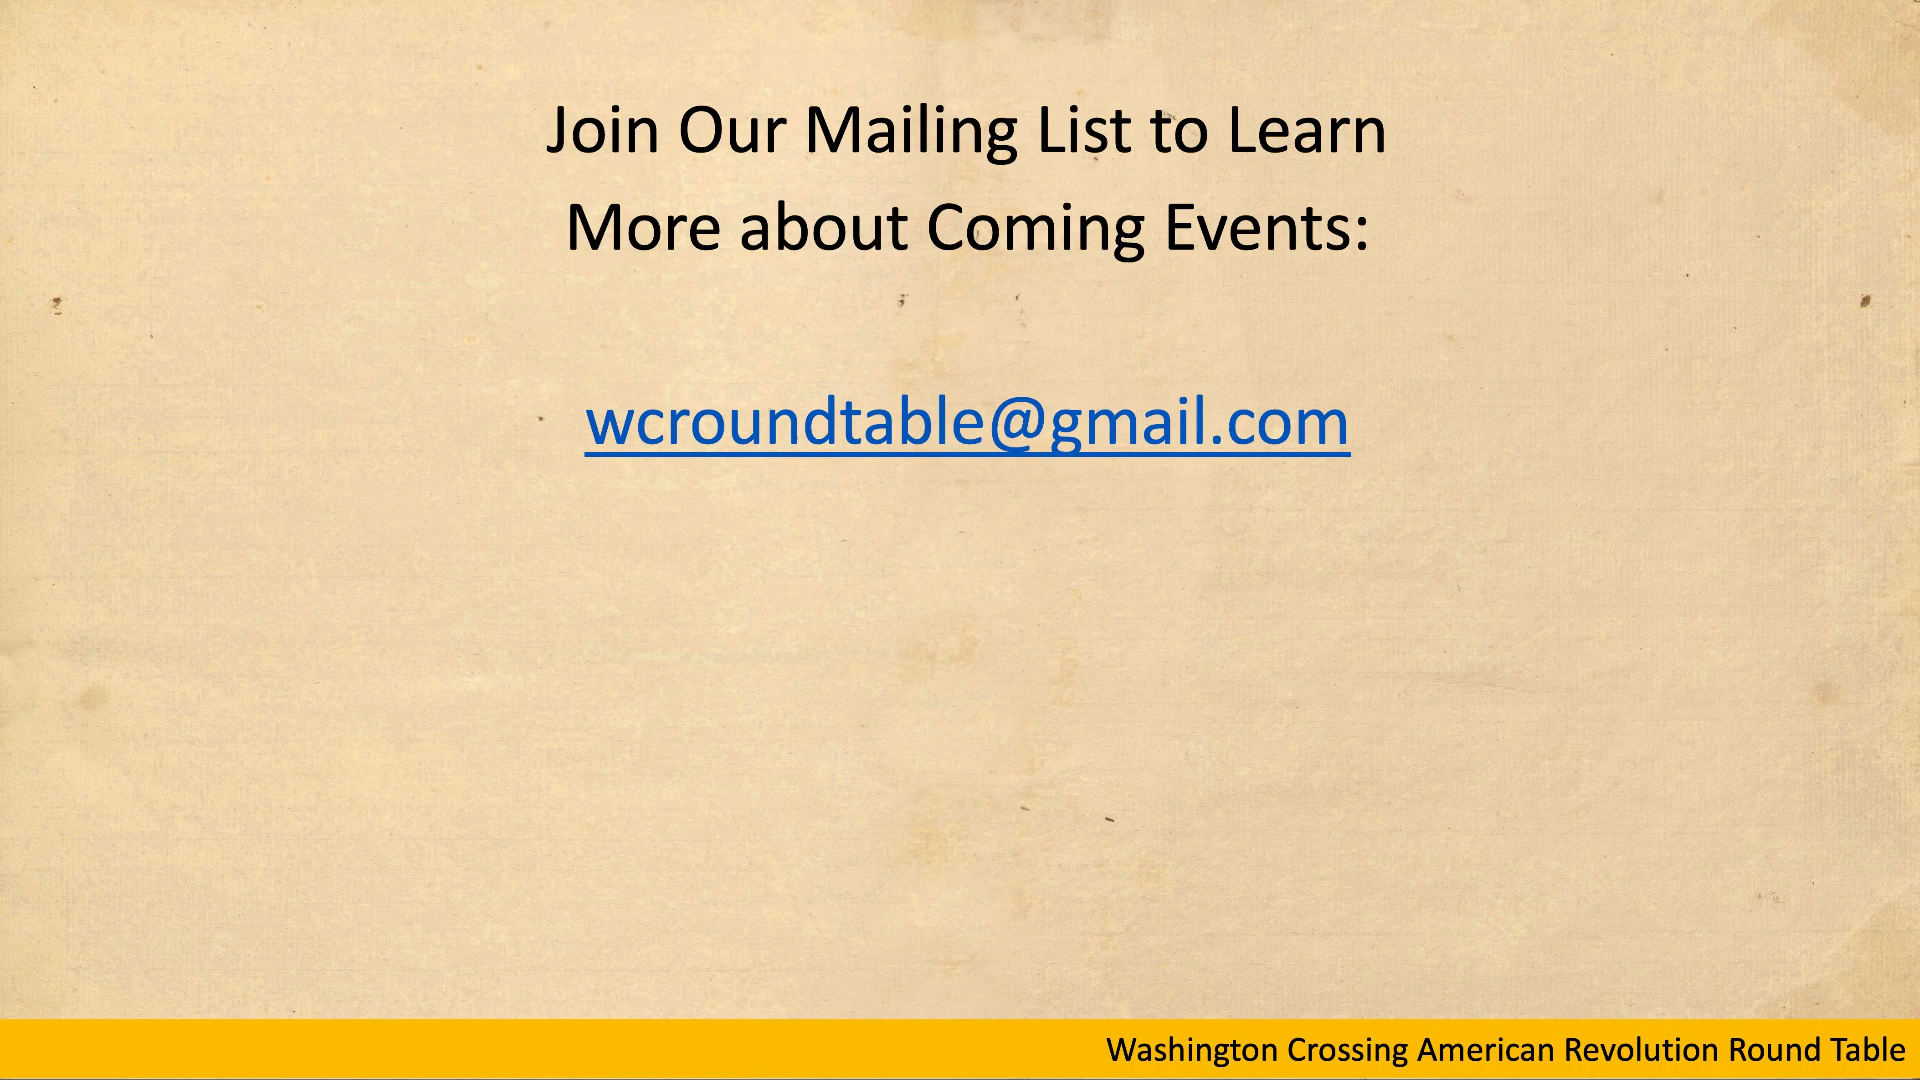 Join Our Mailing List to Learn
More about Coming Events:
wcroundtable@gmail.com
Washington Crossing American Revolution Round Table